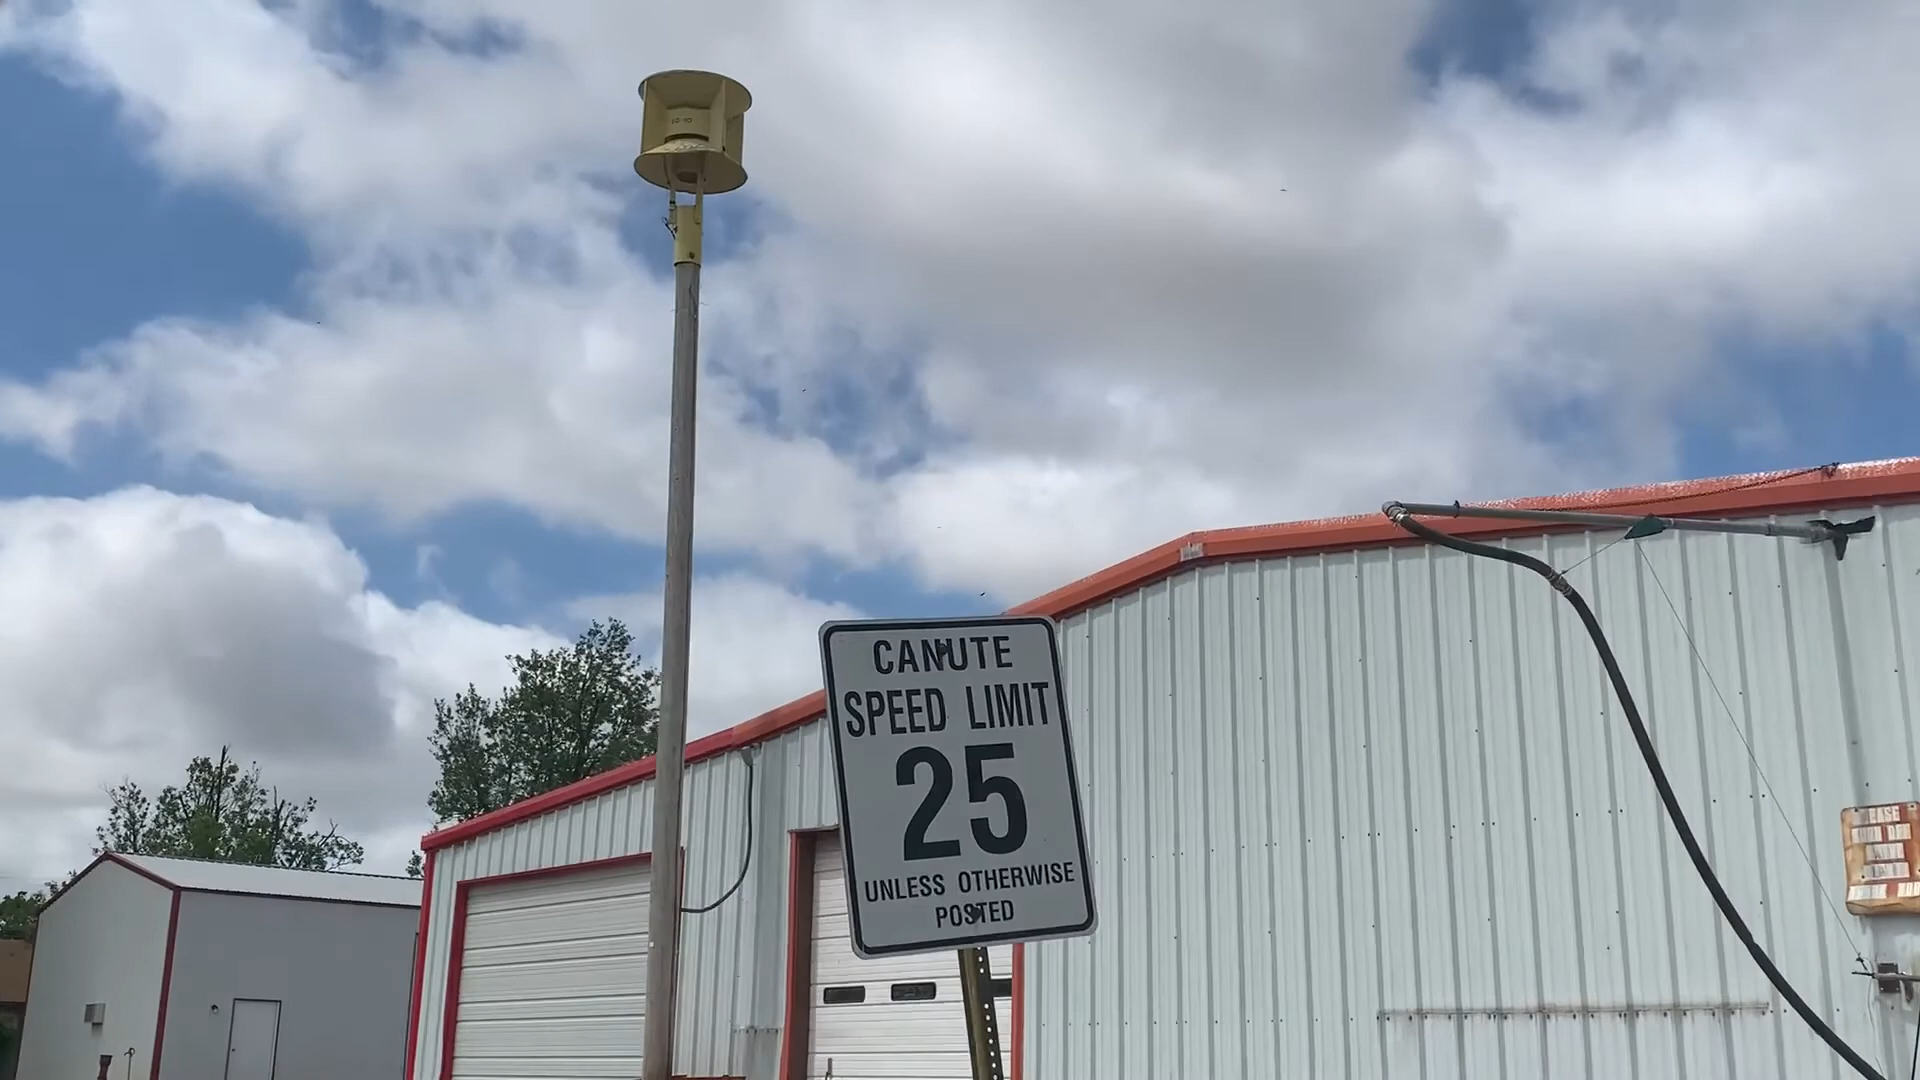 CANUTE
SPEED LIMIT
25
UNLESS OTHERWISE
POSTED